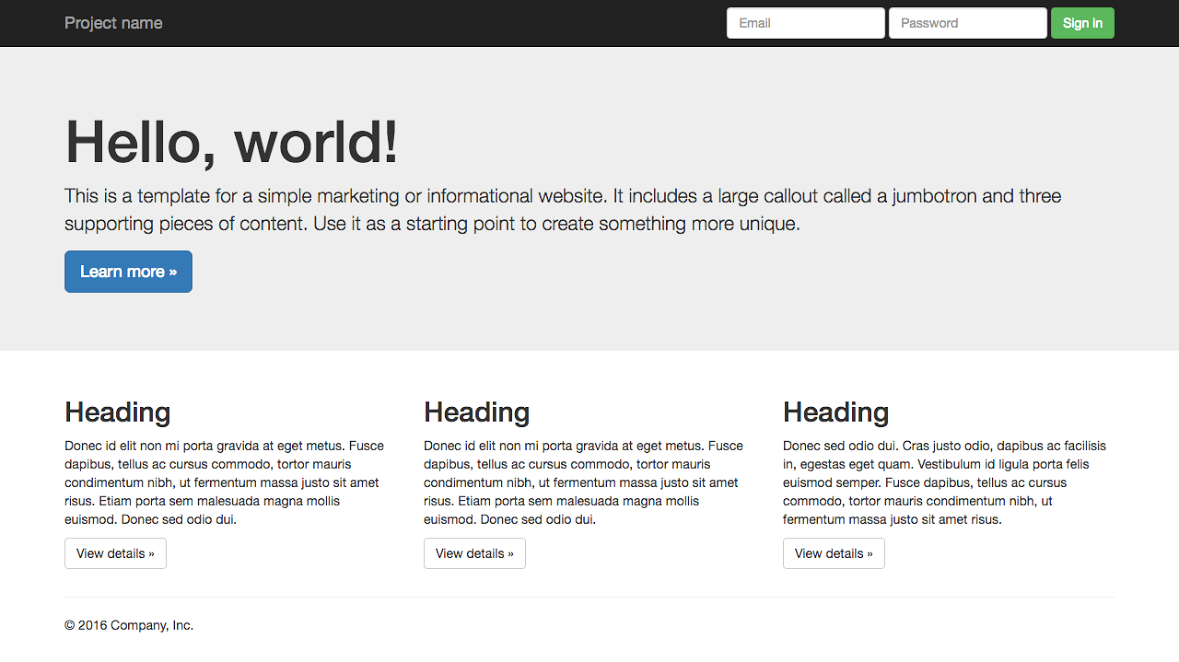 Project name
Email
Password
Sign in
Hello, world!
This is a template for a simple marketing or informational website. It includes a large callout called a jumbotron and three
supporting pieces of content. Use it as a starting point to create something more unique.
Learn more »
Heading
Donec id elit non mi porta gravida at eget metus. Fusce
dapibus, tellus ac cursus commodo, tortor mauris
condimentum nibh, ut fermentum massa justo sit amet
risus. Etiam porta sem malesuada magna mollis
euismod. Donec sed odio dui.
View details »
Heading
Donec id elit non mi porta gravida at eget metus. Fusce
dapibus, tellus ac cursus commodo, tortor mauris
condimentum nibh, ut fermentum massa justo sit amet
risus. Etiam porta sem malesuada magna mollis
euismod. Donec sed odio dui.
View details »
Heading
Donec sed odio dui. Cras justo odio, dapibus ac facilisis
in, egestas eget quam. Vestibulum id ligula porta felis
euismod semper. Fusce dapibus, tellus ac cursus
commodo, tortor mauris condimentum nibh, ut
fermentum massa justo sit amet risus.
View details »
© 2016 Company, Inc.